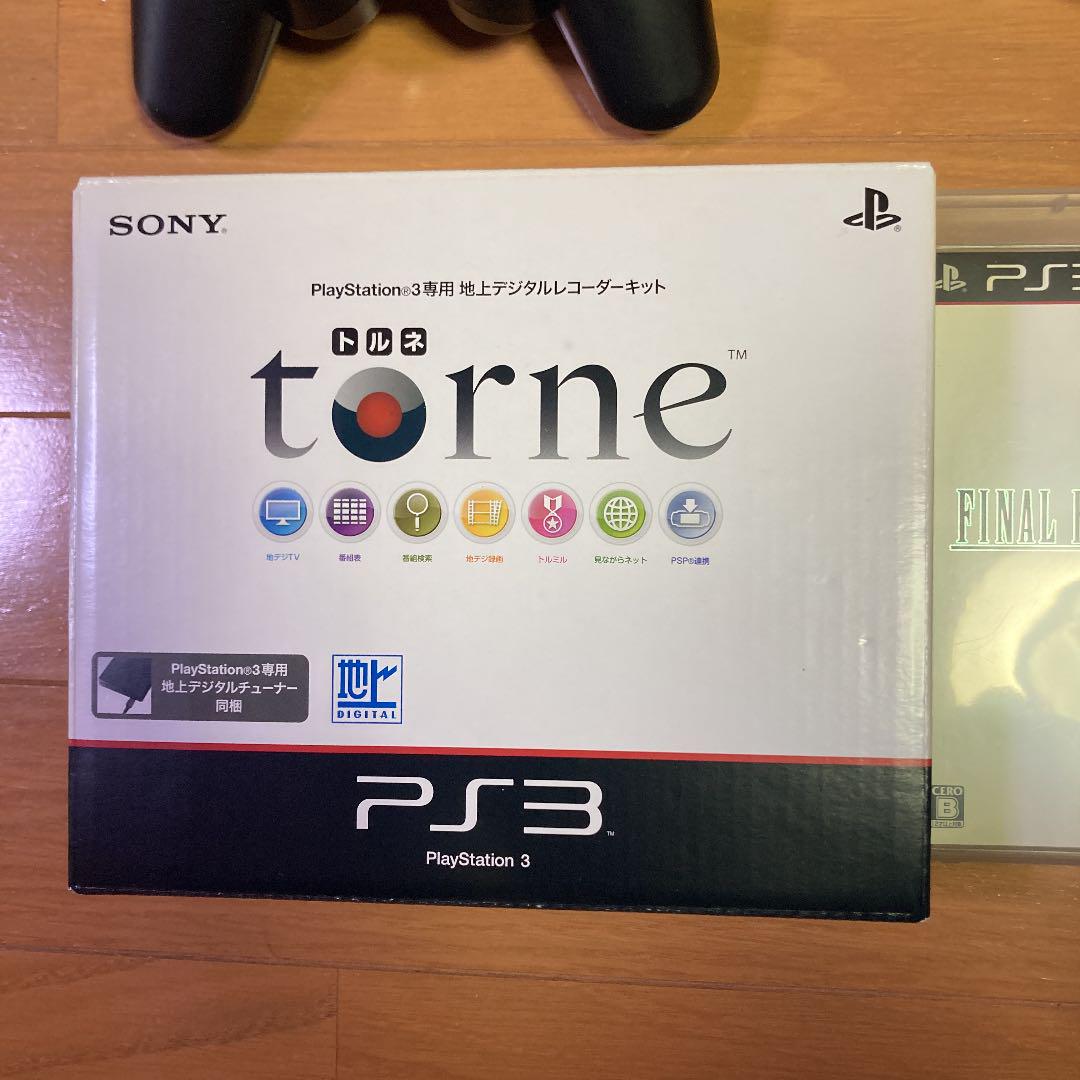 SONY
PlayStation®3専用 地上デジタルレコーダーキット
トルネ
torne™
地デジTV 番組表 番組検索 地デジ録画 トルミル 見ながらネット PSP®連携
PlayStation®3専用
地上デジタルチューナー
同梱
地上
DIGITAL
PS3™
PlayStation 3
PS3
FINAL
CERO
B